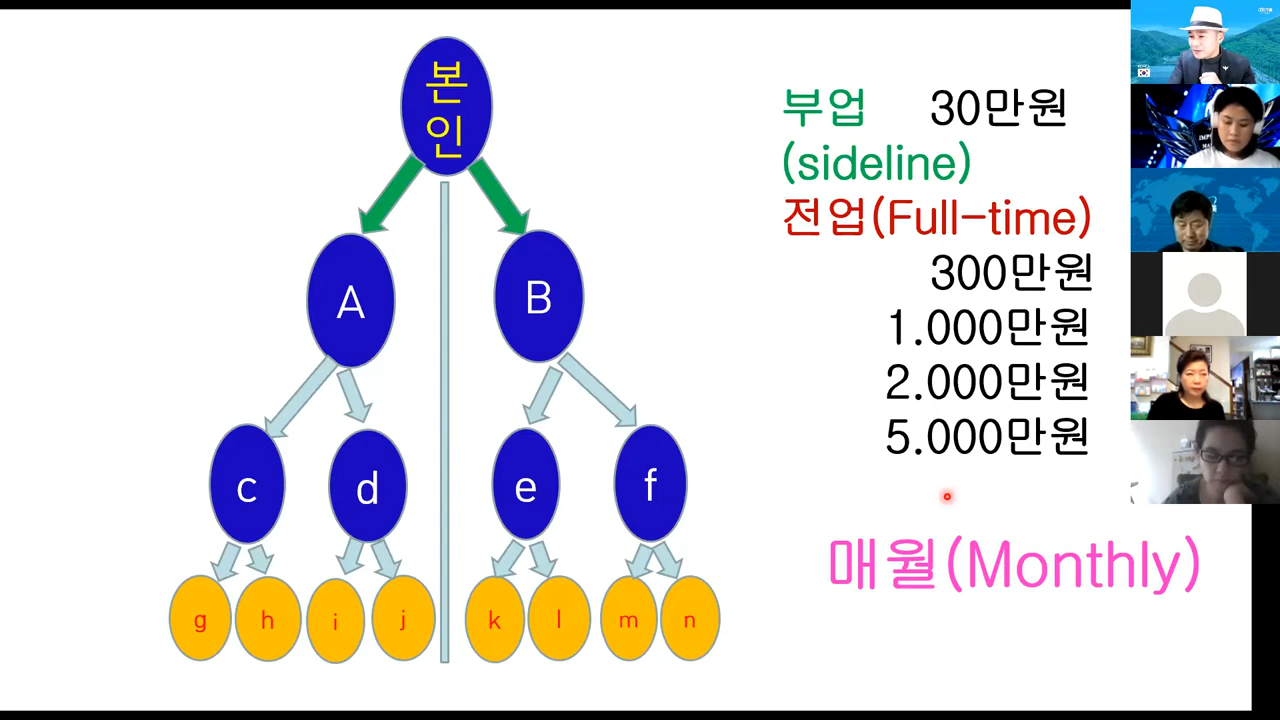 본
인
A
B
c
d
e
f
g
h
i
j
k
l
m
n
부업 30만원
(sideline)
전업(Full-time)
300만원
1.000만원
2.000만원
5.000만원
매월(Monthly)
KOREA